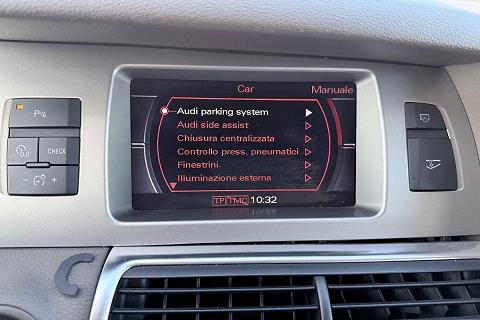 Car Manuale
Audi parking system
Audi side assist
Chiusura centralizzata
Controllo press. pneumatici
Finestrini
Illuminazione esterna
TP TMC 10:32
P
CHECK